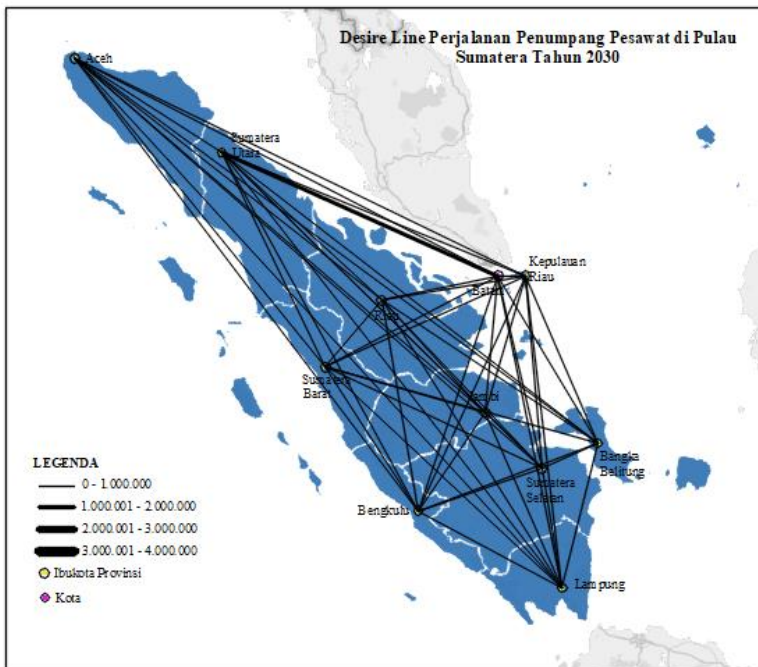 Desire Line Perjalanan Penumpang Pesawat di Pulau
Sumatera Tahun 2030
Aceh
Sumatera
Utara
Kepulauan
Riau
Batam
Riau
Sumatera
Barat
Jambi
Bangka
Belitung
Sumatera
Selatan
Bengkulu
Lampung
LEGENDA
0 - 1.000.000
1.000.001 - 2.000.000
2.000.001 - 3.000.000
3.000.001 - 4.000.000
Ibukota Provinsi
Kota